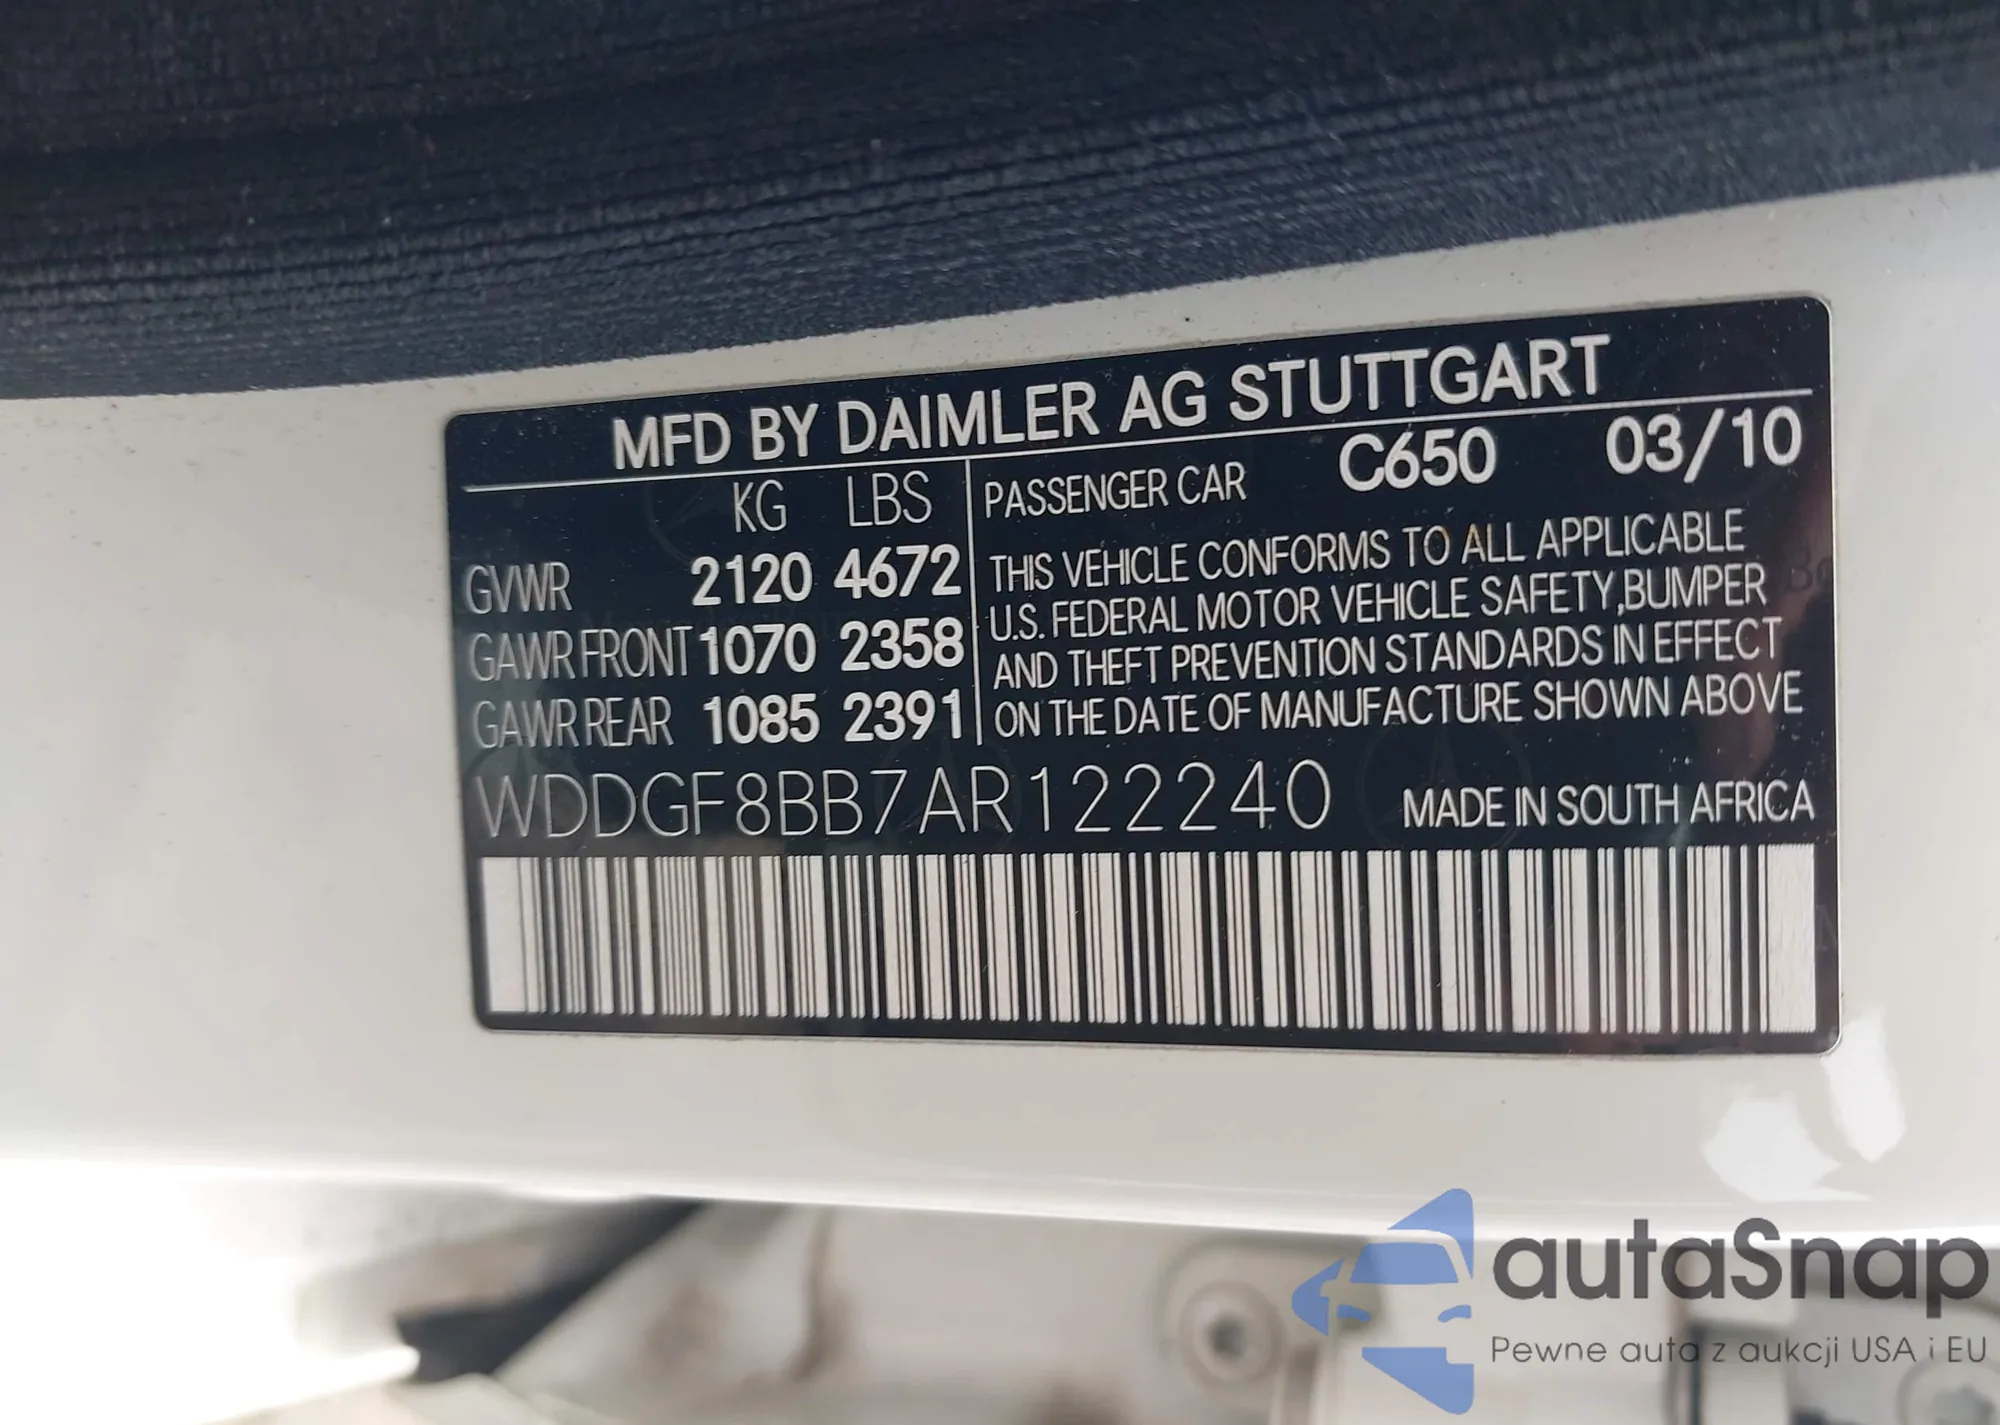 MFD BY DAIMLER AG STUTTGART
KG LBS
GVWR 2120 4672
GAWR FRONT 1070 2358
GAWR REAR 1085 2391
PASSENGER CAR C650 03/10
THIS VEHICLE CONFORMS TO ALL APPLICABLE
U.S. FEDERAL MOTOR VEHICLE SAFETY, BUMPER
AND THEFT PREVENTION STANDARDS IN EFFECT
ON THE DATE OF MANUFACTURE SHOWN ABOVE
WDDGF8BB7AR122240 MADE IN SOUTH AFRICA
autaSnap
Pewne auta z aukcji USA i EU